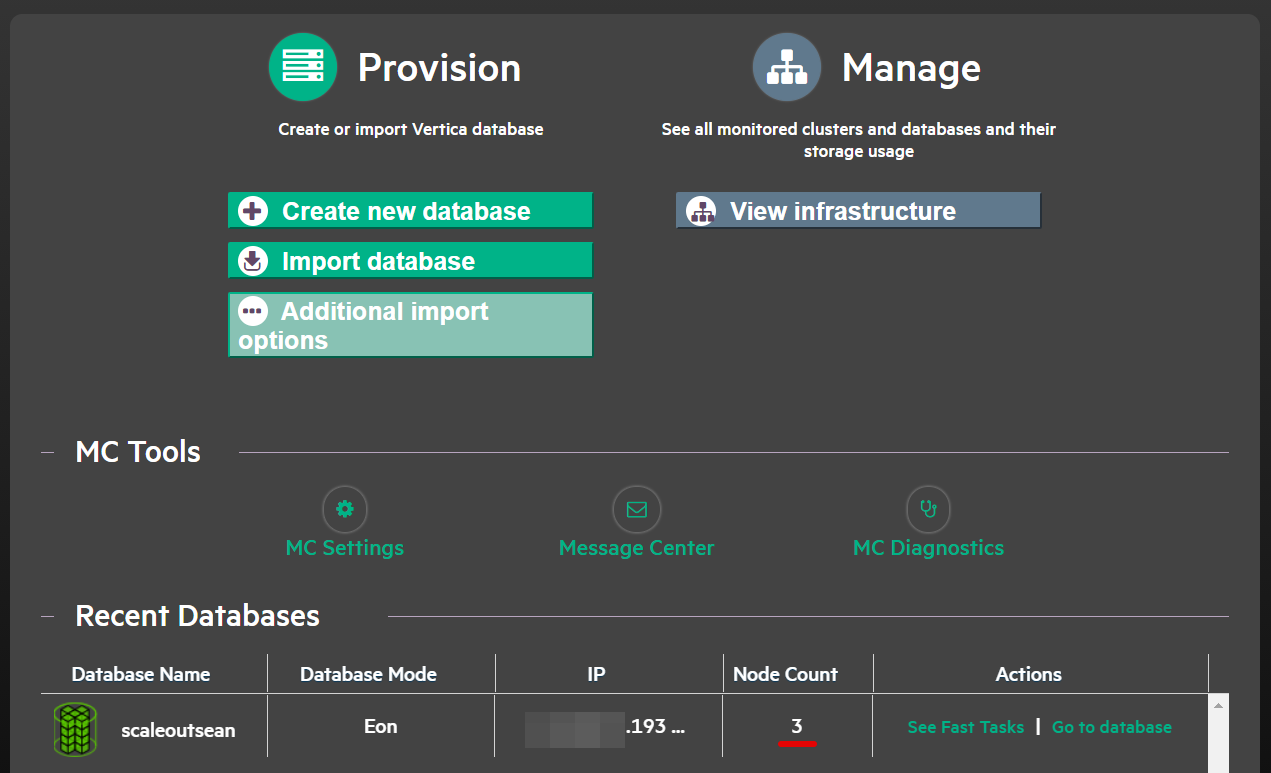 Provision
Create or import Vertica database
Create new database
Import database
Additional import
options
Manage
See all monitored clusters and databases and their
storage usage
View infrastructure
MC Tools
MC Settings
Message Center
MC Diagnostics
Recent Databases
Database Name Database Mode IP Node Count Actions
scaleoutsean Eon .193 ... 3 See Fast Tasks | Go to database